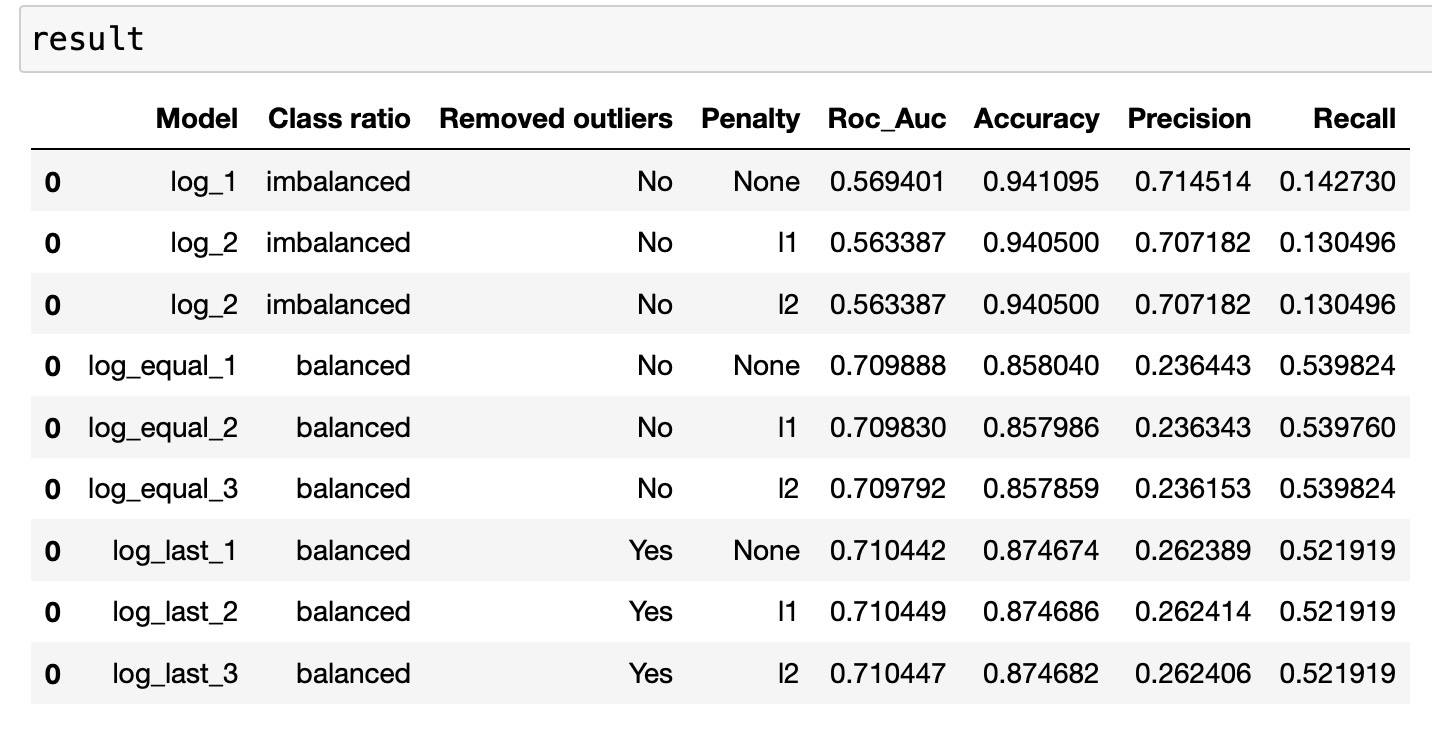 result
Model Class ratio Removed outliers Penalty Roc_Auc Accuracy Precision Recall
0 log_1 imbalanced No None 0.569401 0.941095 0.714514 0.142730
0 log_2 imbalanced No l1 0.563387 0.940500 0.707182 0.130496
0 log_2 imbalanced No l2 0.563387 0.940500 0.707182 0.130496
0 log_equal_1 balanced No None 0.709888 0.858040 0.236443 0.539824
0 log_equal_2 balanced No l1 0.709830 0.857986 0.236343 0.539760
0 log_equal_3 balanced No l2 0.709792 0.857859 0.236153 0.539824
0 log_last_1 balanced Yes None 0.710442 0.874674 0.262389 0.521919
0 log_last_2 balanced Yes l1 0.710449 0.874686 0.262414 0.521919
0 log_last_3 balanced Yes l2 0.710447 0.874682 0.262406 0.521919